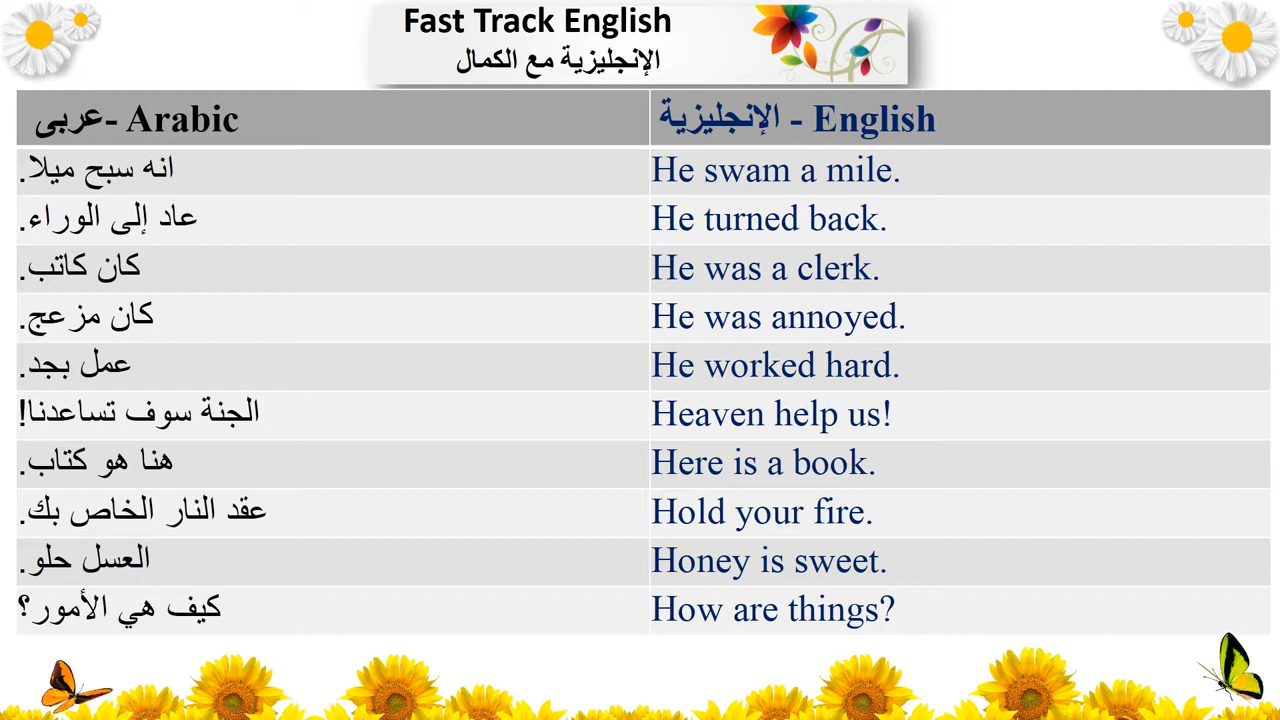 Fast Track English
الإنجليزية مع الكمال
عربى- Arabic
الإنجليزية - English
انه سبح ميلا.
He swam a mile.
عاد إلى الوراء.
He turned back.
كان كاتب.
He was a clerk.
كان مزعج.
He was annoyed.
عمل بجد.
He worked hard.
الجنة سوف تساعدنا!
Heaven help us!
هنا هو كتاب.
Here is a book.
عقد النار الخاص بك.
Hold your fire.
العسل حلو.
Honey is sweet.
كيف هي الأمور؟
How are things?